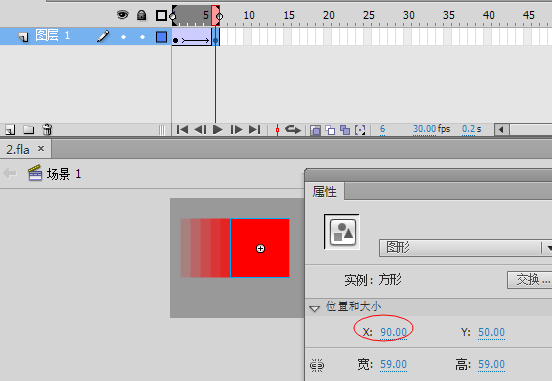 5 10 15 20 25 30 35 40 45
图层 1
6 30.00 fps 0.2 s
2.fla ×
场景 1
属性
图形
实例: 方形 交换...
位置和大小
X: 90.00 Y: 50.00
宽: 59.00 高: 59.00